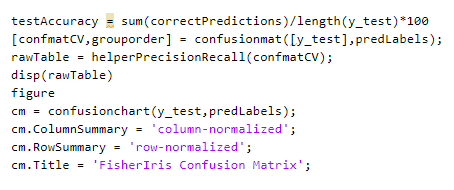 testAccuracy = sum(correctPredictions)/length(y_test)*100
[confmatCV,grouporder] = confusionmat([y_test],predLabels);
rawTable = helperPrecisionRecall(confmatCV);
disp(rawTable)
figure
cm = confusionchart(y_test,predLabels);
cm.ColumnSummary = 'column-normalized';
cm.RowSummary = 'row-normalized';
cm.Title = 'FisherIris Confusion Matrix';